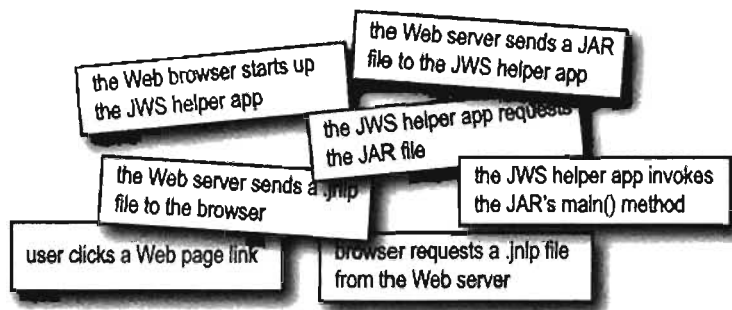 the Web server sends a JAR
file to the JWS helper app
the Web browser starts up
the JWS helper app
the JWS helper app requests
the JAR file
the Web server sends a .jnlp
file to the browser
the JWS helper app invokes
the JAR's main() method
user clicks a Web page link
browser requests a .jnlp file
from the Web server